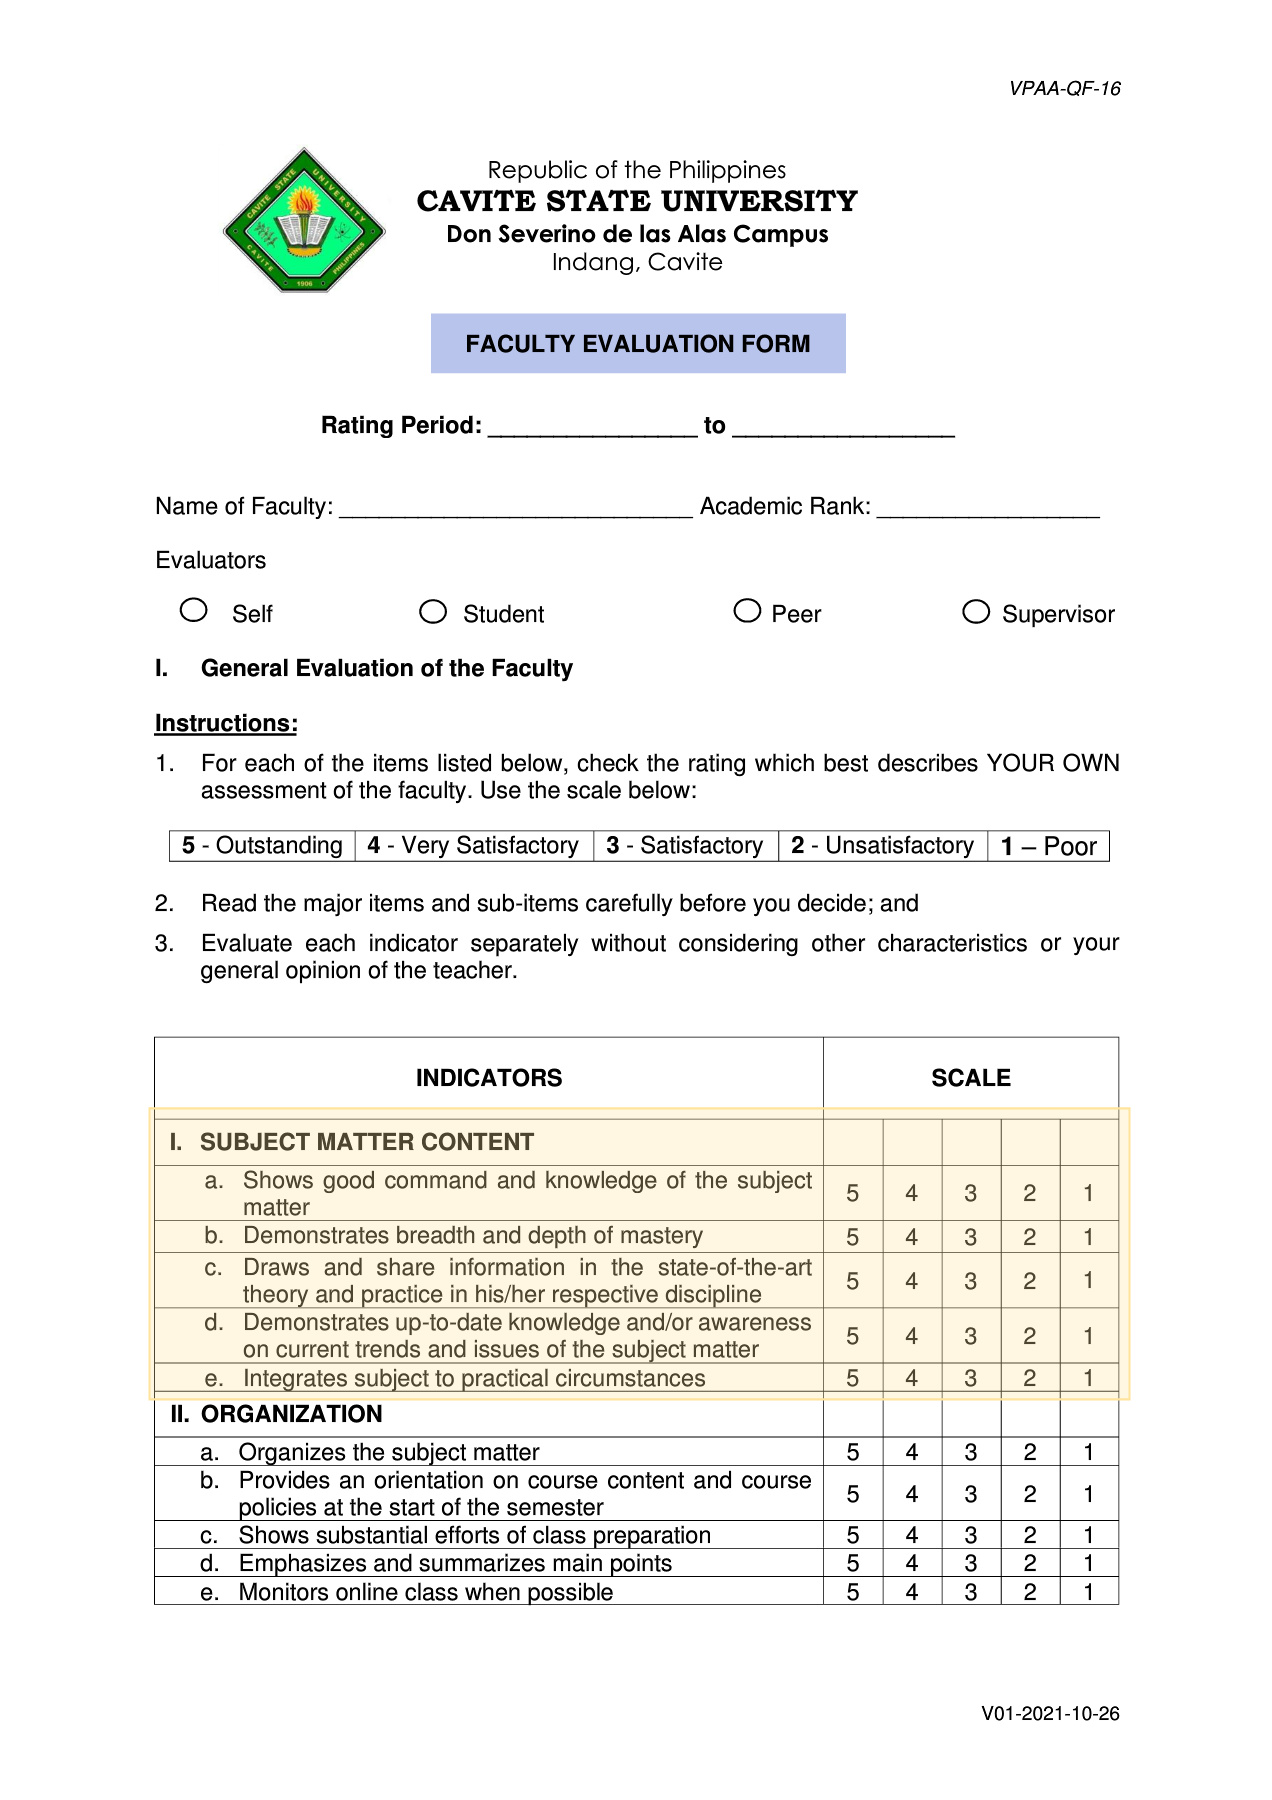 VPAA-QF-16
CAVITE STATE UNIVERSITY
CAVITE
PHILIPPINES
1906
Republic of the Philippines
CAVITE STATE UNIVERSITY
Don Severino de las Alas Campus
Indang, Cavite
FACULTY EVALUATION FORM
Rating Period: ________________ to _________________
Name of Faculty: ___________________________ Academic Rank: _________________
Evaluators
Self Student Peer Supervisor
I. General Evaluation of the Faculty
Instructions:
1. For each of the items listed below, check the rating which best describes YOUR OWN
assessment of the faculty. Use the scale below:
5 - Outstanding 4 - Very Satisfactory 3 - Satisfactory 2 - Unsatisfactory 1 – Poor
2. Read the major items and sub-items carefully before you decide; and
3. Evaluate each indicator separately without considering other characteristics or your
general opinion of the teacher.
INDICATORS SCALE
I. SUBJECT MATTER CONTENT
a. Shows good command and knowledge of the subject
matter 5 4 3 2 1
b. Demonstrates breadth and depth of mastery 5 4 3 2 1
c. Draws and share information in the state-of-the-art
theory and practice in his/her respective discipline 5 4 3 2 1
d. Demonstrates up-to-date knowledge and/or awareness
on current trends and issues of the subject matter 5 4 3 2 1
e. Integrates subject to practical circumstances 5 4 3 2 1
II. ORGANIZATION
a. Organizes the subject matter 5 4 3 2 1
b. Provides an orientation on course content and course
policies at the start of the semester 5 4 3 2 1
c. Shows substantial efforts of class preparation 5 4 3 2 1
d. Emphasizes and summarizes main points 5 4 3 2 1
e. Monitors online class when possible 5 4 3 2 1
V01-2021-10-26